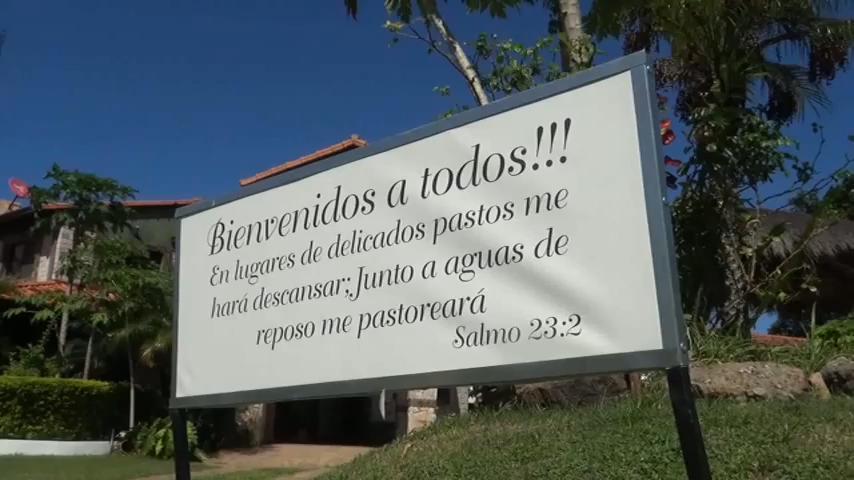 Bienvenidos a todos!!!
En lugares de delicados pastos me
hará descansar; Junto a aguas de
reposo me pastoreará
Salmo 23:2